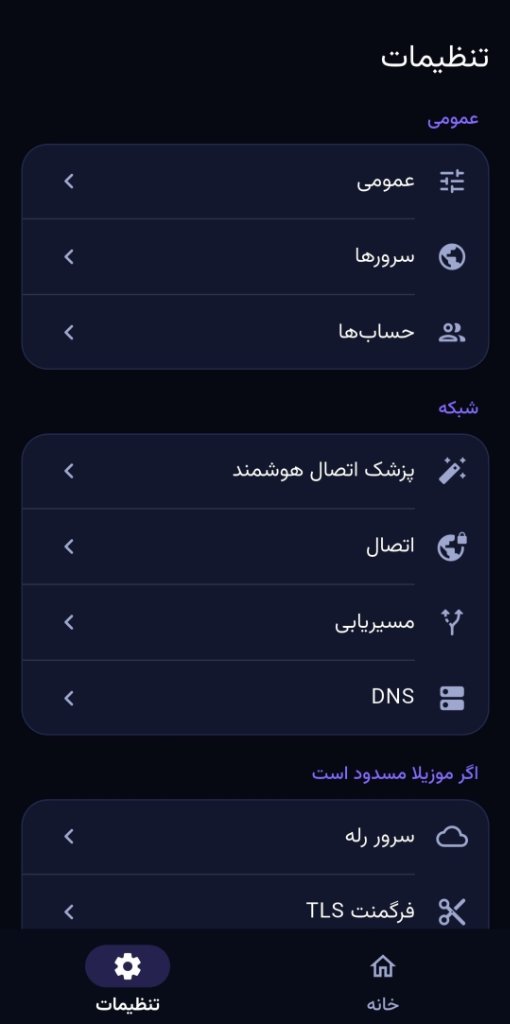 تنظیمات
عمومی
عمومی
سرورها
حساب‌ها
شبکه
پزشک اتصال هوشمند
اتصال
مسیریابی
DNS
اگر موزیلا مسدود است
سرور رله
فرگمنت TLS
خانه
تنظیمات